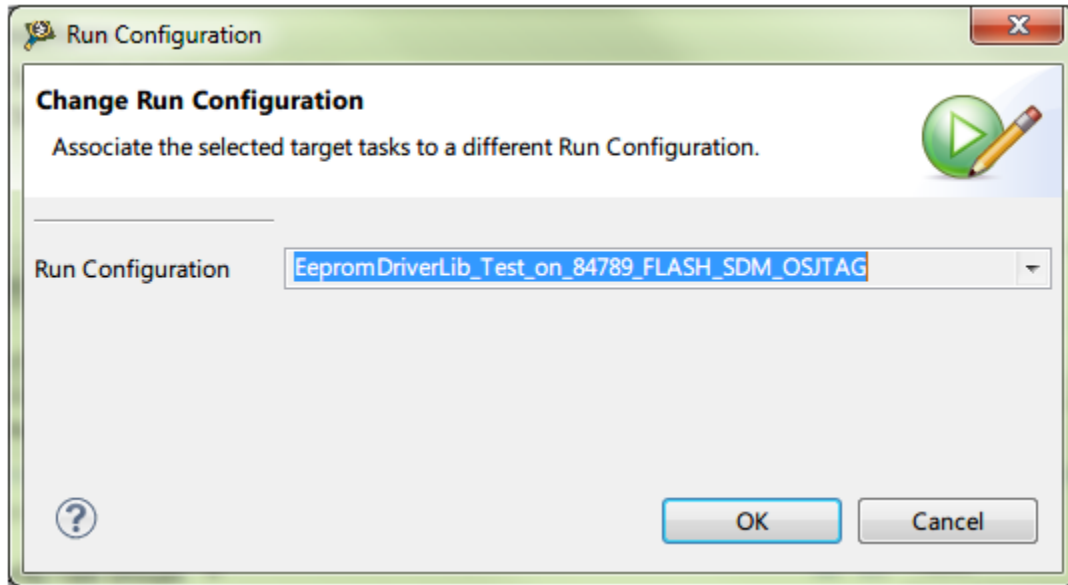 Run Configuration
Change Run Configuration
Associate the selected target tasks to a different Run Configuration.
Run Configuration
EepromDriverLib_Test_on_84789_FLASH_SDM_OSJTAG
OK
Cancel